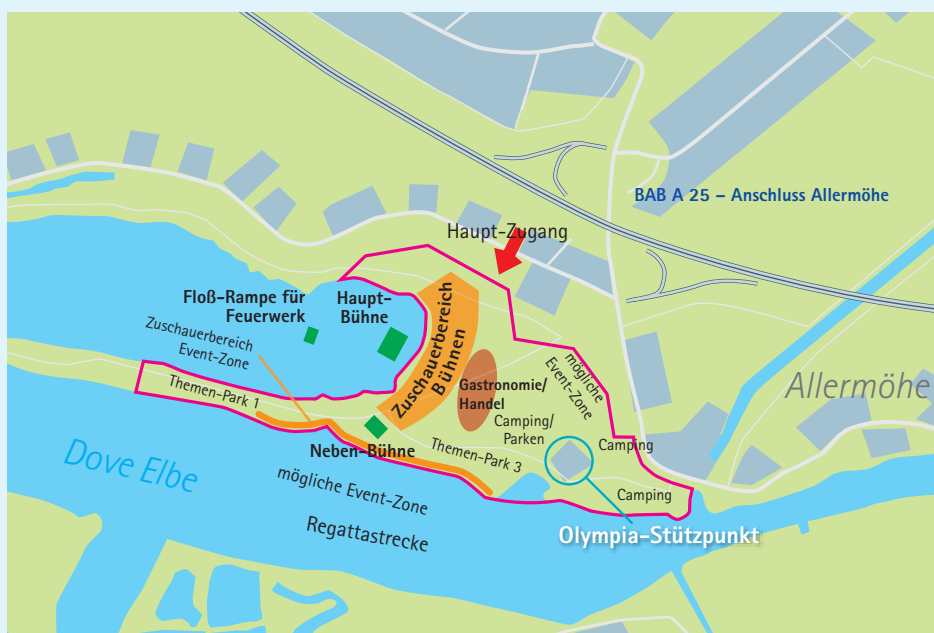 BAB A 25 – Anschluss Allermöhe
Haupt-Zugang
Floß-Rampe für
Feuerwerk
Haupt-
Bühne
Zuschauerbereich
Event-Zone
Zuschauerbereich
Bühnen
mögliche
Event-Zone
Themen-Park 1
Gastronomie/
Handel
Camping/
Parken
Allermöhe
Neben-Bühne
Themen-Park 3
Camping
Camping
Dove Elbe
mögliche Event-Zone
Regattastrecke
Olympia-Stützpunkt